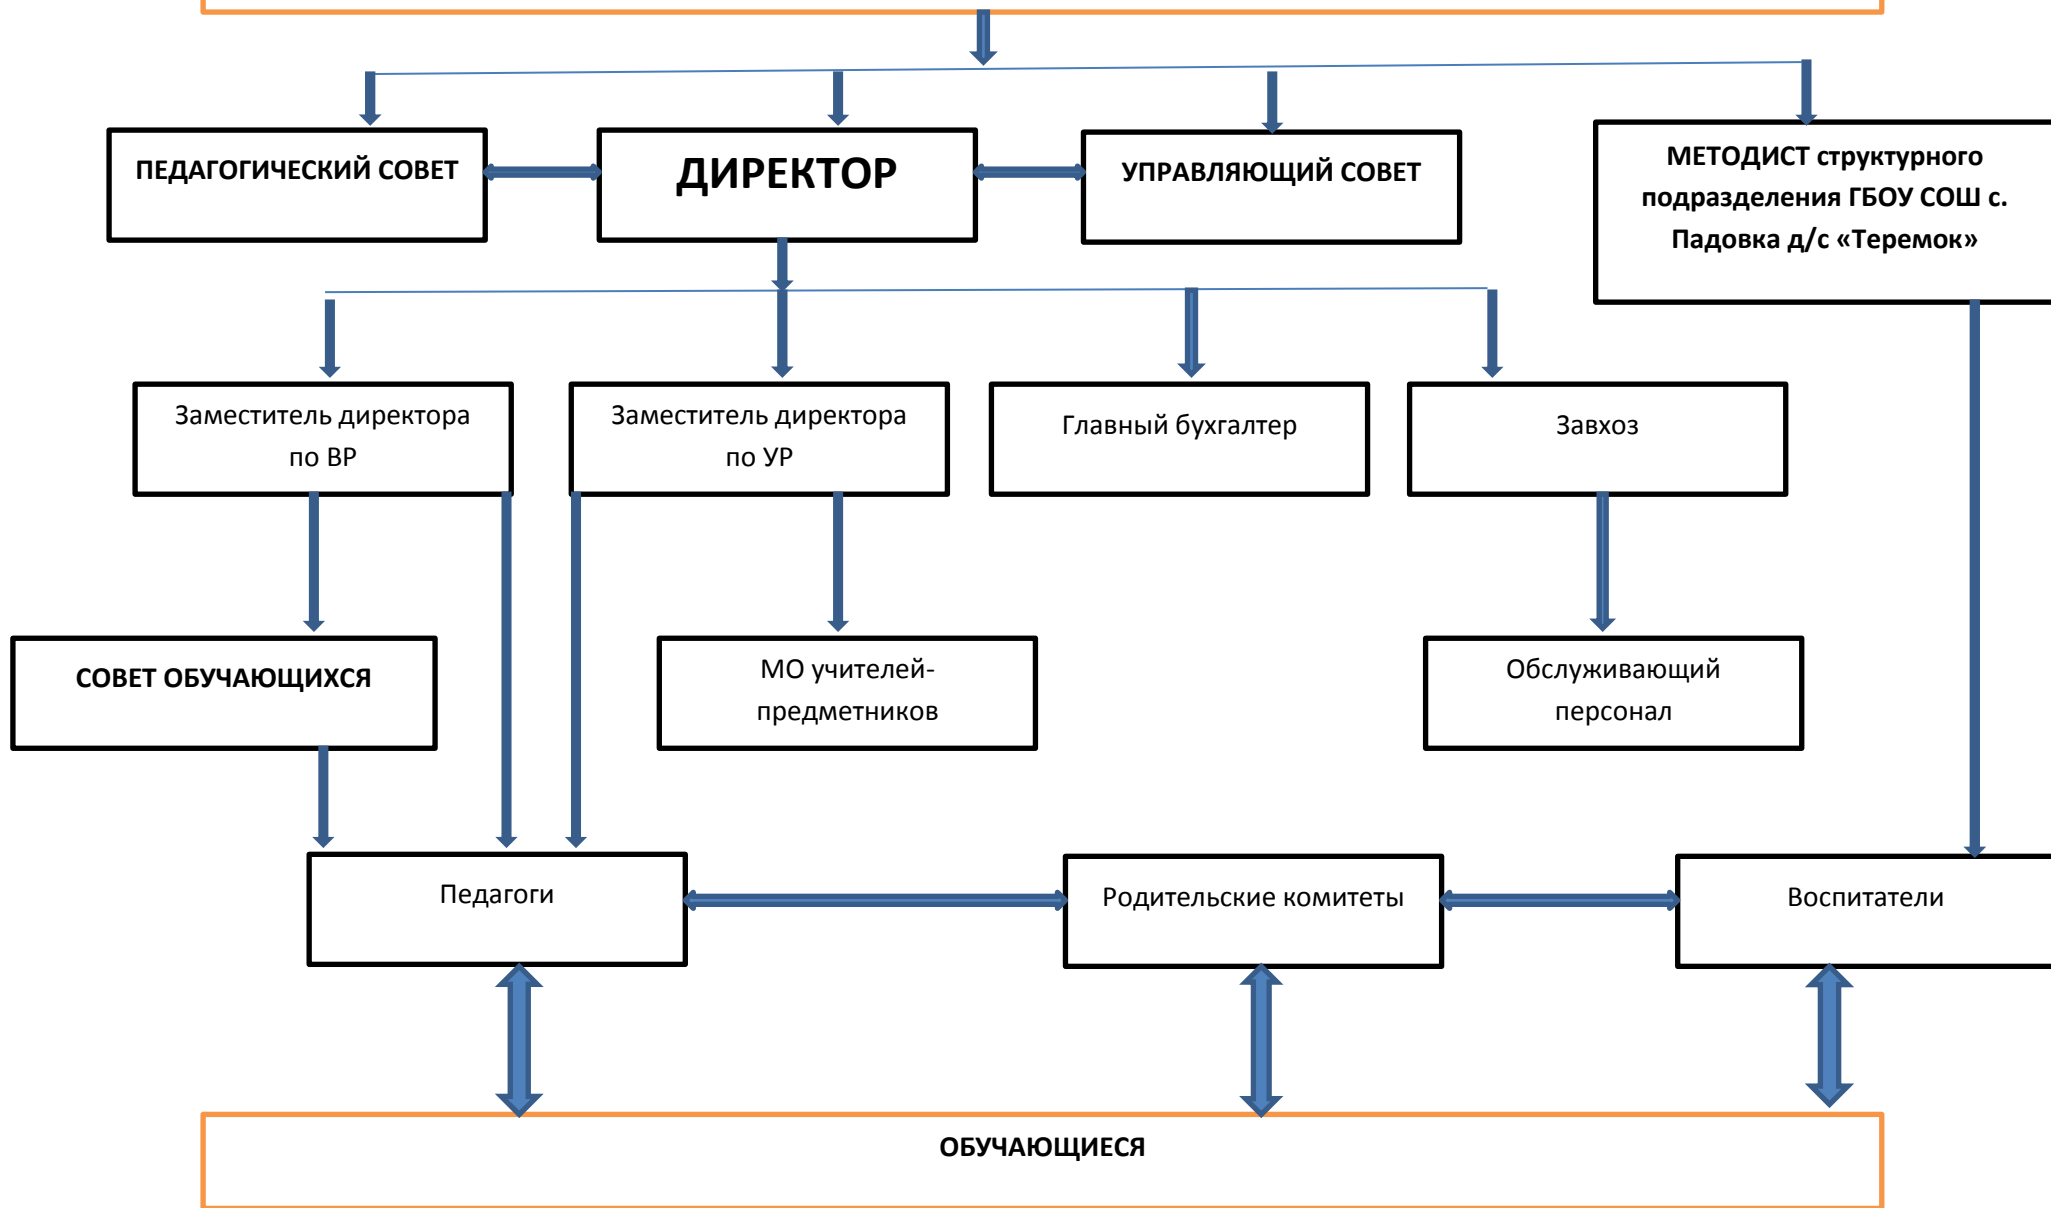 ПЕДАГОГИЧЕСКИЙ СОВЕТ
ДИРЕКТОР
УПРАВЛЯЮЩИЙ СОВЕТ
МЕТОДИСТ структурного
подразделения ГБОУ СОШ с.
Падовка д/с «Теремок»
Заместитель директора
по ВР
Заместитель директора
по УР
Главный бухгалтер
Завхоз
СОВЕТ ОБУЧАЮЩИХСЯ
МО учителей-
предметников
Обслуживающий
персонал
Педагоги
Родительские комитеты
Воспитатели
ОБУЧАЮЩИЕСЯ